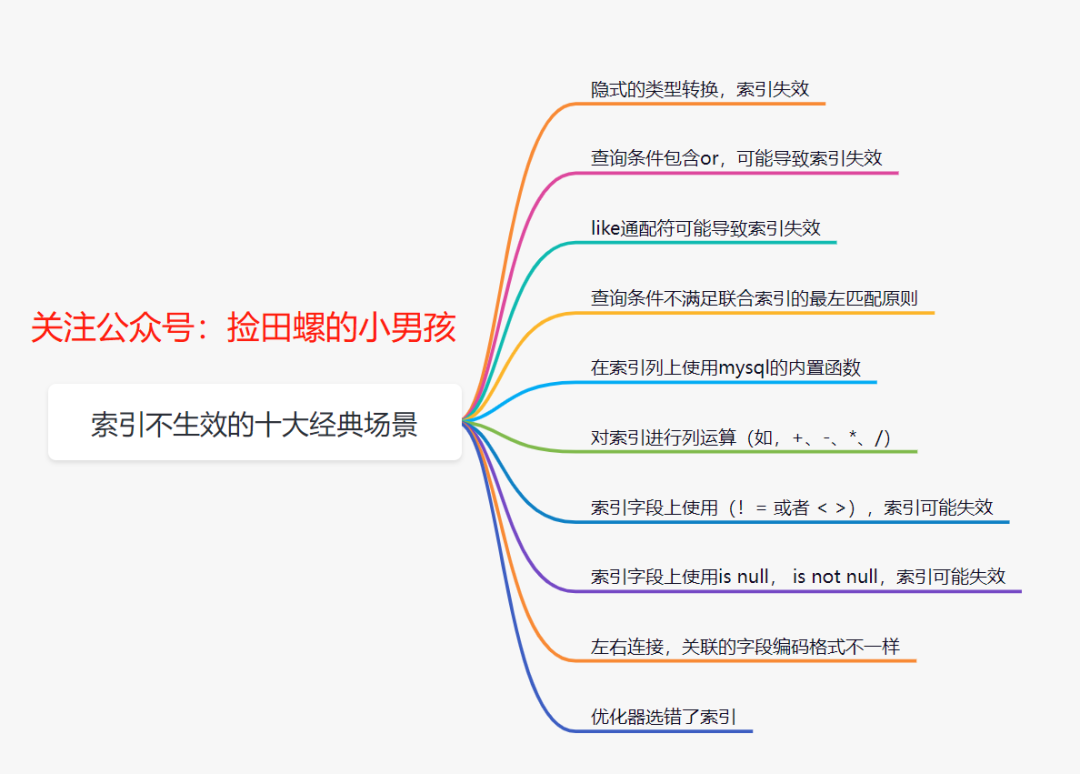 隐式的类型转换，索引失效
查询条件包含or，可能导致索引失效
like通配符可能导致索引失效
查询条件不满足联合索引的最左匹配原则
关注公众号：捡田螺的小男孩
在索引列上使用mysql的内置函数
索引不生效的十大经典场景
对索引进行列运算（如，+、-、*、/）
索引字段上使用（！= 或者 < >），索引可能失效
索引字段上使用is null， is not null，索引可能失效
左右连接，关联的字段编码格式不一样
优化器选错了索引